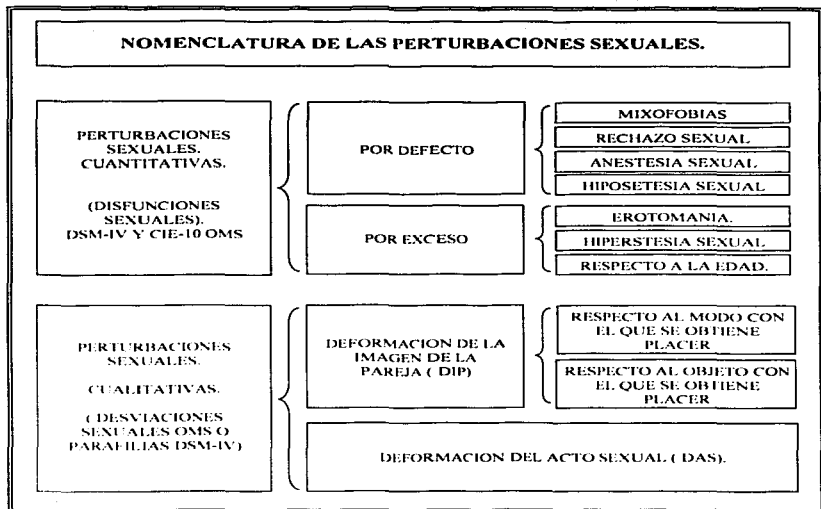 NOMENCLATURA DE LAS PERTURBACIONES SEXUALES.
PERTURBACIONES
SEXUALES.
CUANTITATIVAS.
(DISFUNCIONES
SEXUALES).
DSM-IV Y CIE-10 OMS
POR DEFECTO
MIXOFOBIAS
RECHAZO SEXUAL
ANESTESIA SEXUAL
HIPOSETESIA SEXUAL
POR EXCESO
EROTOMANIA.
HIPERSTESIA SEXUAL
RESPECTO A LA EDAD.
PERTURBACIONES
SEXUALES.
CUALITATIVAS.
( DESVIACIONES
SEXUALES OMS O
PARAFILIAS DSM-IV)
DEFORMACION DE LA
IMAGEN DE LA
PAREJA ( DIP)
RESPECTO AL MODO CON
EL QUE SE OBTIENE
PLACER
RESPECTO AL OBJETO CON
EL QUE SE OBTIENE
PLACER
DEFORMACION DEL ACTO SEXUAL ( DAS).